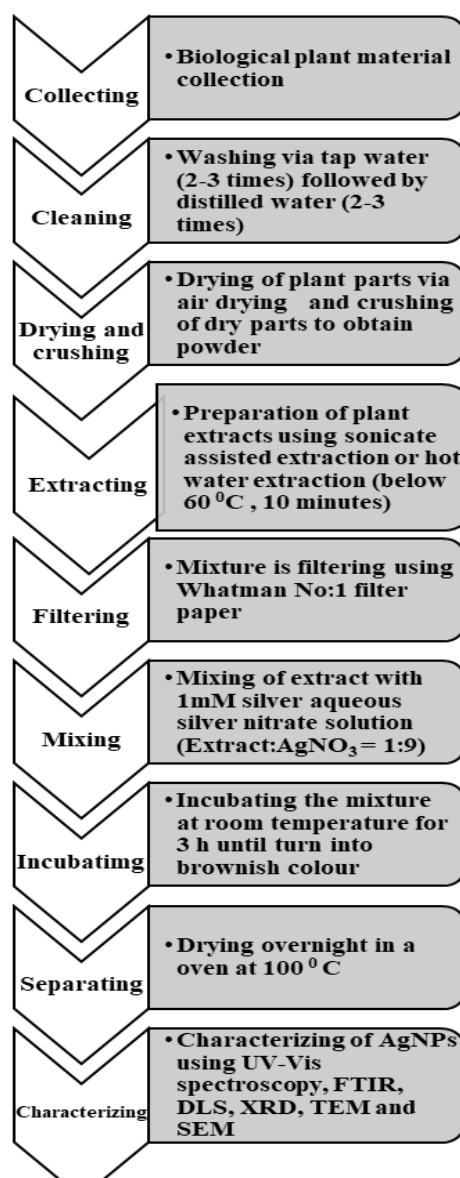 Collecting
• Biological plant material
collection
Cleaning
• Washing via tap water
(2-3 times) followed by
distilled water (2-3
times)
Drying and
crushing
• Drying of plant parts via
air drying and crushing
of dry parts to obtain
powder
Extracting
• Preparation of plant
extracts using sonicate
assisted extraction or hot
water extraction (below
60 ⁰C , 10 minutes)
Filtering
• Mixture is filtering using
Whatman No:1 filter
paper
Mixing
• Mixing of extract with
1mM silver aqueous
silver nitrate solution
(Extract:AgNO₃ = 1:9)
Incubatimg
• Incubating the mixture
at room temperature for
3 h until turn into
brownish colour
Separating
• Drying overnight in a
oven at 100 ⁰ C
Characterizing
• Characterizing of AgNPs
using UV-Vis
spectroscopy, FTIR,
DLS, XRD, TEM and
SEM